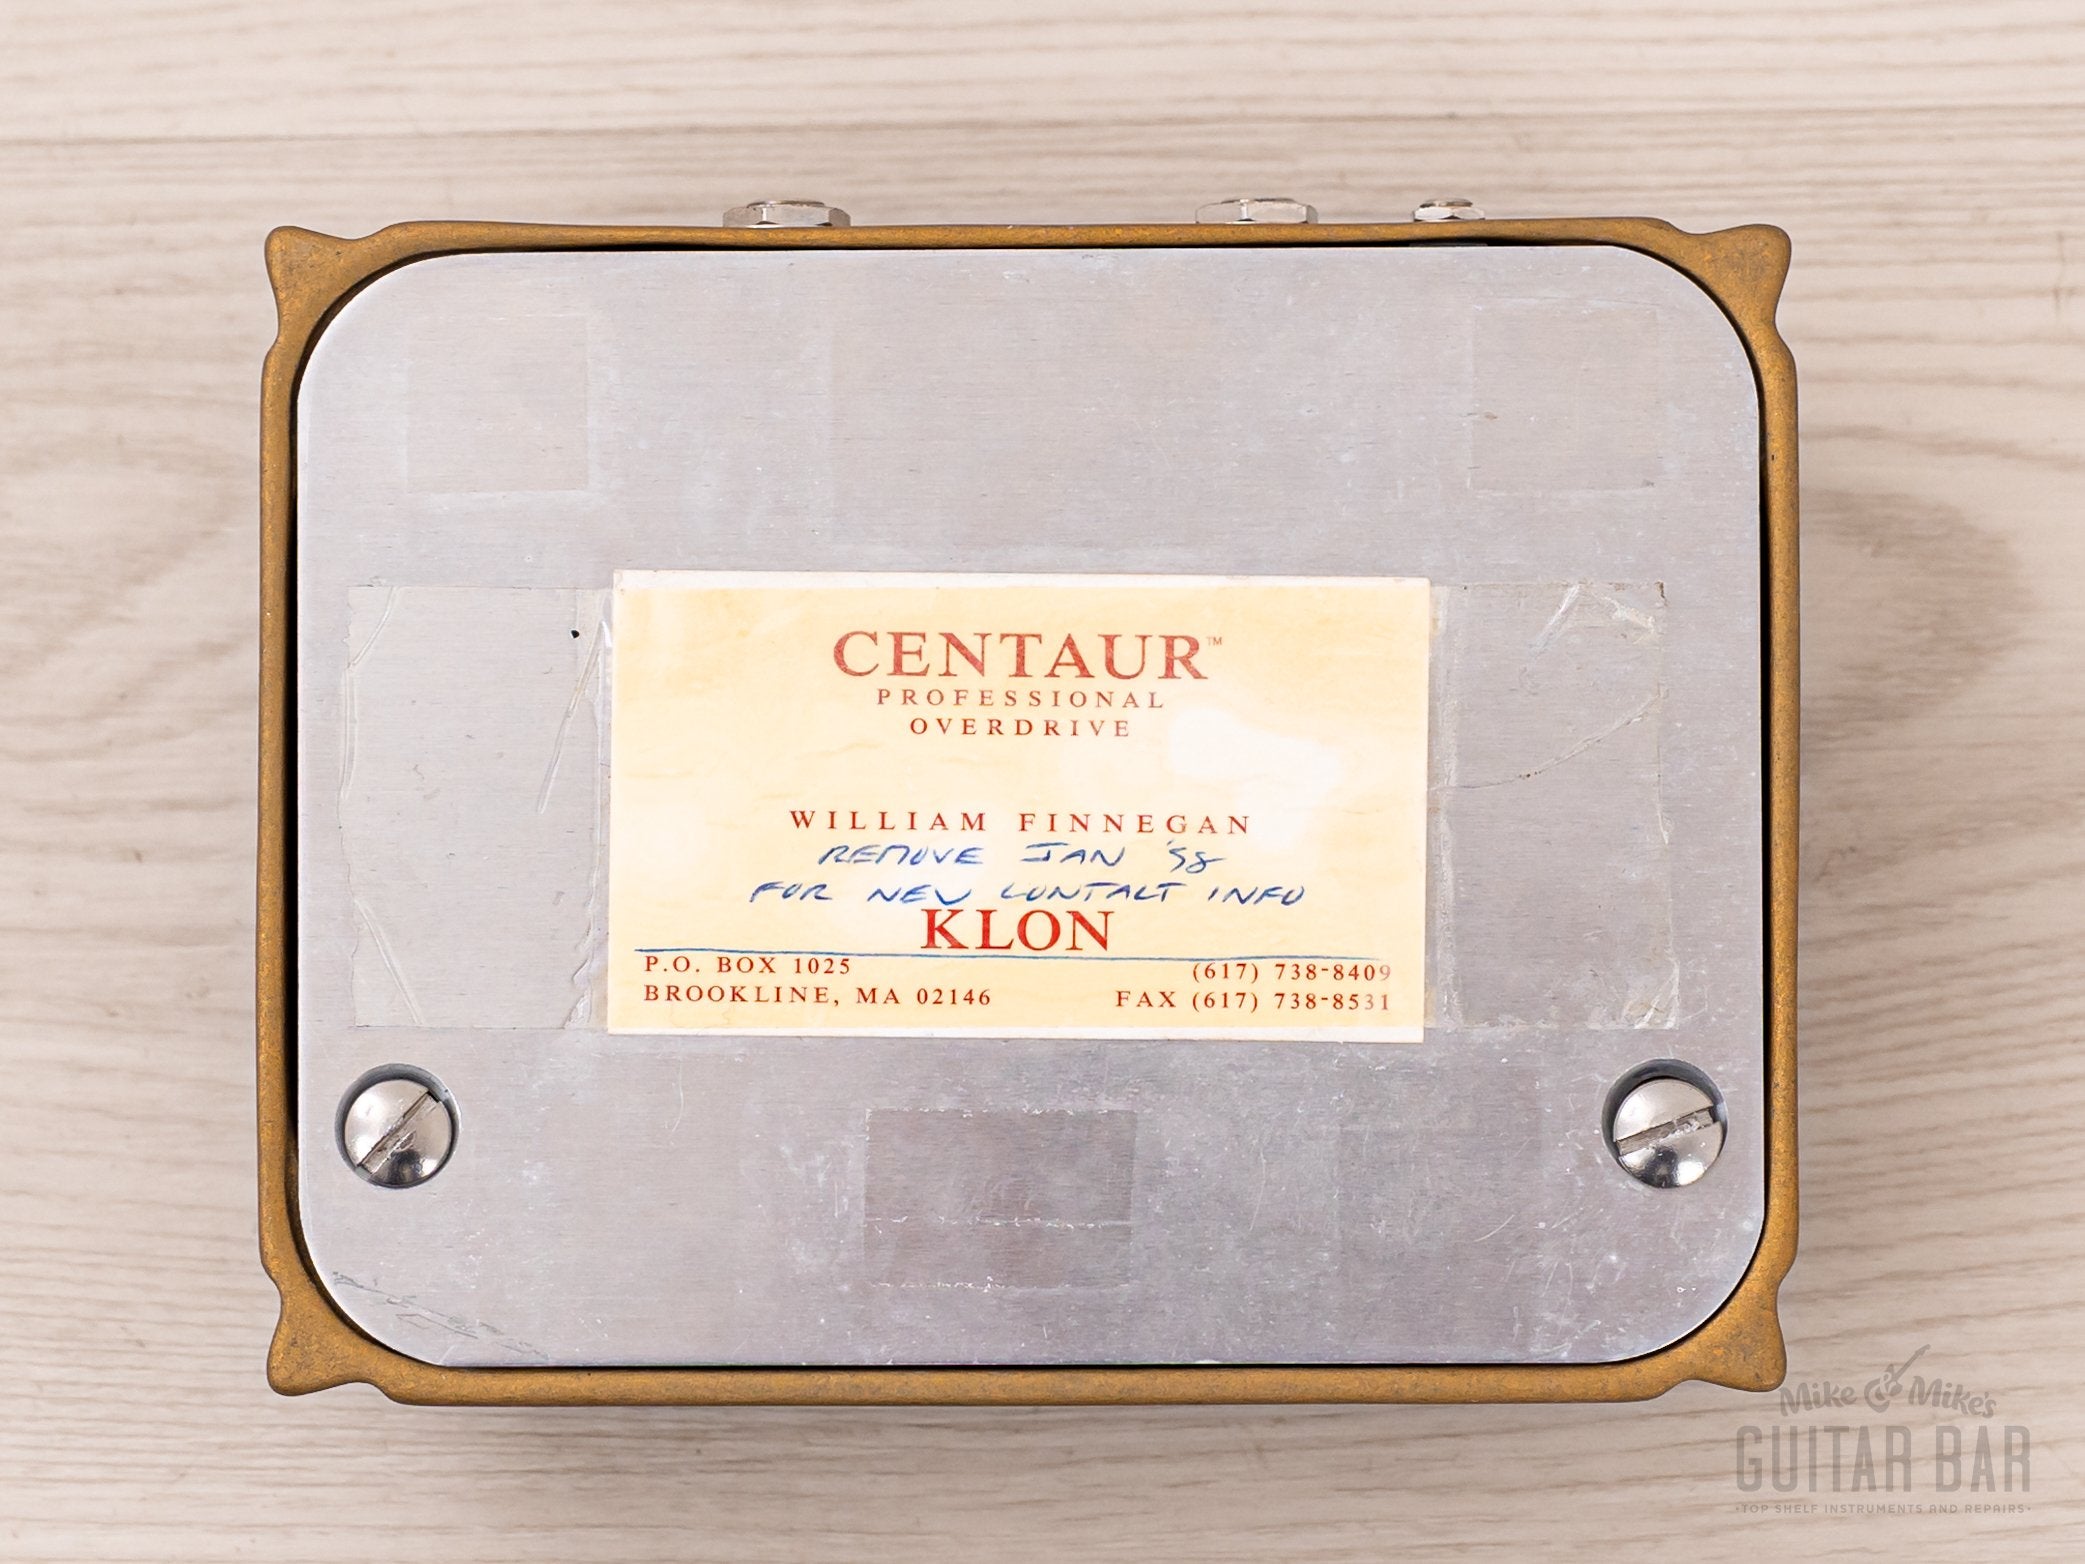 CENTAUR™
PROFESSIONAL
OVERDRIVE
WILLIAM FINNEGAN
REMOVE JAN '98
FOR NEW CONTACT INFO
KLON
P.O. BOX 1025
(617) 738-8409
BROOKLINE, MA 02146
FAX (617) 738-8531
Mike & Mike's
GUITAR BAR
·TOP SHELF INSTRUMENTS AND REPAIRS·